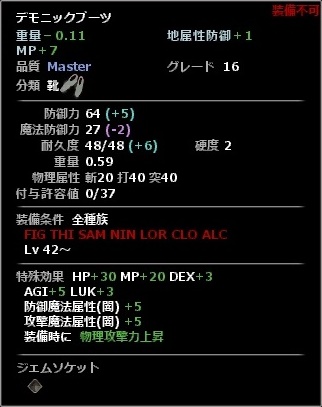 装備不可
デモニックブーツ
重量－0.11 地属性防御＋1
MP＋7
品質 Master グレード 16
分類 靴
防御力 64 (+5)
魔法防御力 27 (-2)
耐久度 48/48 (+6) 硬度 2
重量 0.59
物理属性 斬20 打40 突40
付与許容値 0/37
装備条件 全種族
FIG THI SAM NIN LOR CLO ALC
Lv 42〜
特殊効果 HP+30 MP+20 DEX+3
AGI+5 LUK+3
防御魔法属性(闇) +5
攻撃魔法属性(闇) +5
装備時に 物理攻撃力上昇
ジェムソケット